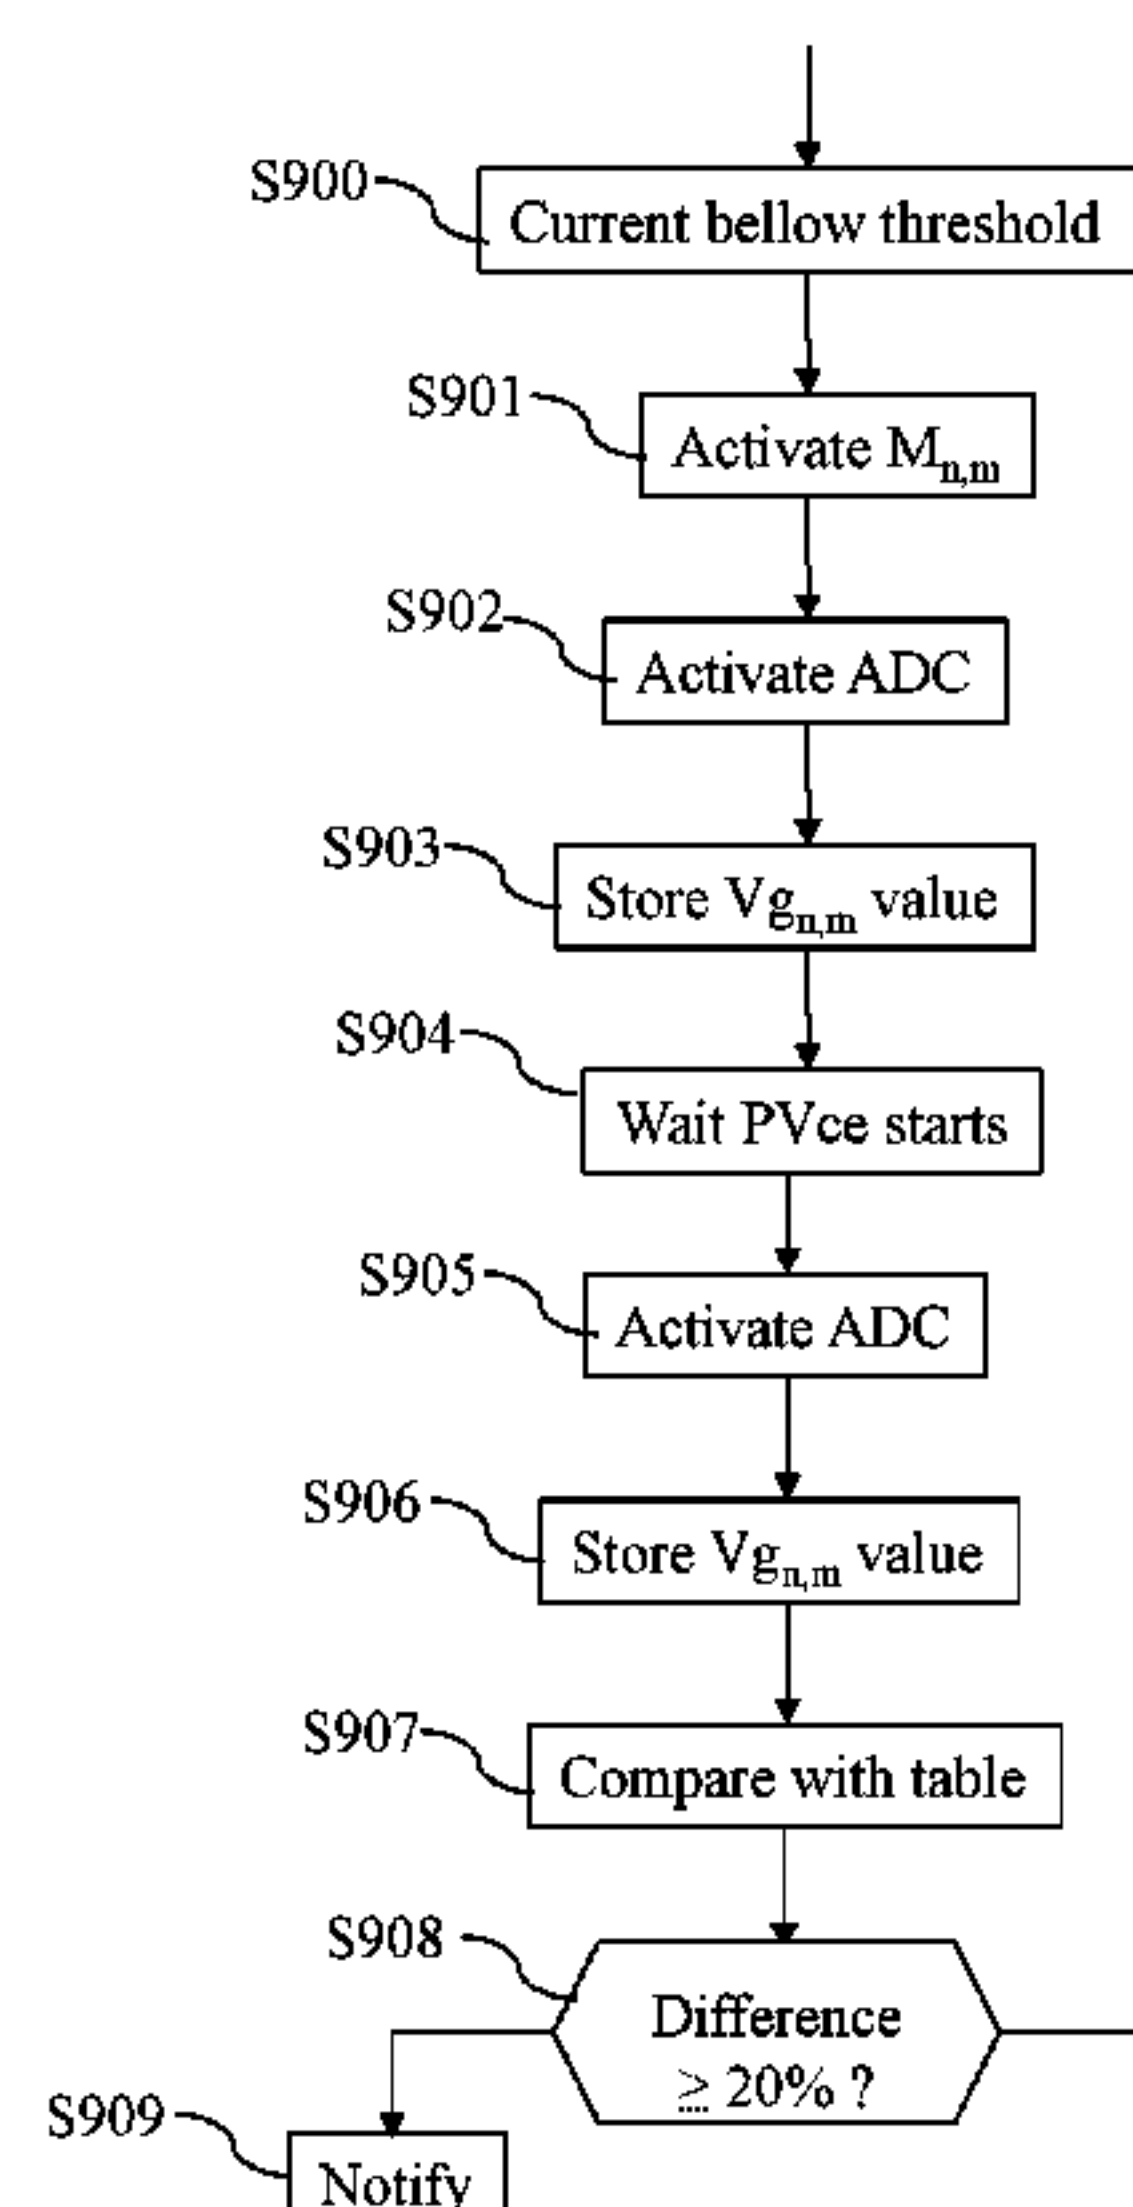 S900
Current bellow threshold
S901
Activate Mn,m
S902
Activate ADC
S903
Store Vgn,m value
S904
Wait PVce starts
S905
Activate ADC
S906
Store Vgn,m value
S907
Compare with table
S908
Difference
≥ 20% ?
S909
Notify